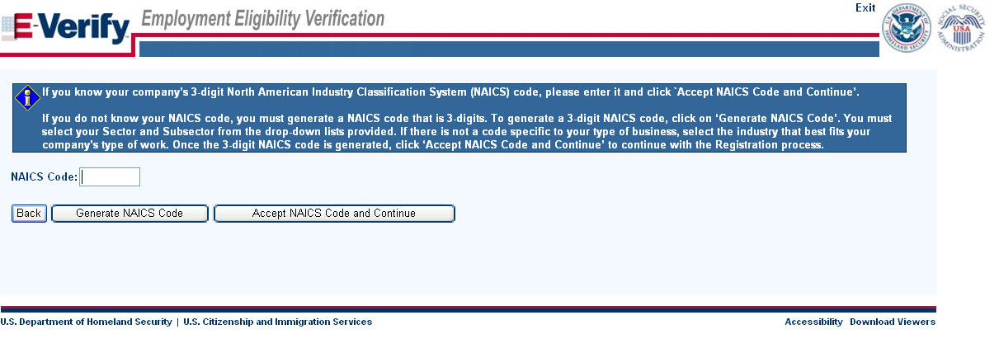 E-Verify
Employment Eligibility Verification
Exit
U.S. DEPARTMENT OF HOMELAND SECURITY
SOCIAL SECURITY ADMINISTRATION
USA
If you know your company's 3-digit North American Industry Classification System (NAICS) code, please enter it and click `Accept NAICS Code and Continue'.
If you do not know your NAICS code, you must generate a NAICS code that is 3-digits. To generate a 3-digit NAICS code, click on 'Generate NAICS Code'. You must
select your Sector and Subsector from the drop-down lists provided. If there is not a code specific to your type of business, select the industry that best fits your
company's type of work. Once the 3-digit NAICS code is generated, click 'Accept NAICS Code and Continue' to continue with the Registration process.
NAICS Code:
Back Generate NAICS Code Accept NAICS Code and Continue
U.S. Department of Homeland Security | U.S. Citizenship and Immigration Services Accessibility Download Viewers